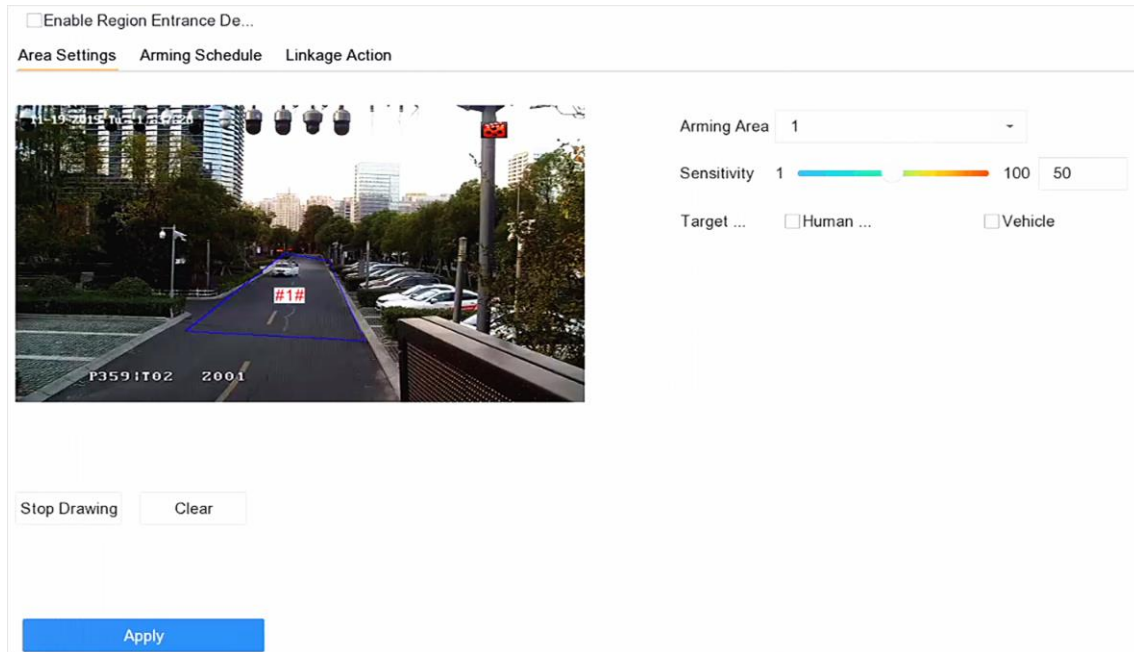 Enable Region Entrance De...
Area Settings Arming Schedule Linkage Action
Arming Area 1
Sensitivity 1 100 50
Target ... Human ... Vehicle
#1#
P359 T02 Z001
Stop Drawing Clear
Apply